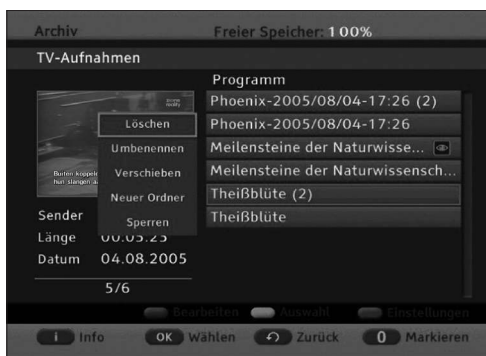 Archiv
Freier Speicher: 100%
TV-Aufnahmen
Programm
Phoenix-2005/08/04-17:26 (2)
Phoenix-2005/08/04-17:26
Meilensteine der Naturwisse...
Meilensteine der Naturwissensch...
Theißblüte (2)
Theißblüte
Löschen
Umbenennen
Verschieben
Neuer Ordner
Sperren
Sender
Länge 00:05:25
Datum 04.08.2005
5/6
Bearbeiten Auswahl Einstellungen
i Info OK Wählen Zurück 0 Markieren